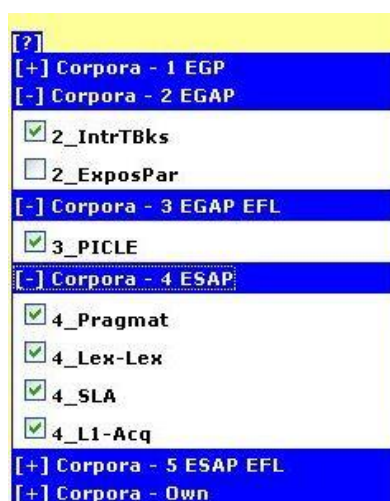 [?]
[+] Corpora - 1 EGP
[-] Corpora - 2 EGAP
2_IntrTBks
2_ExposPar
[-] Corpora - 3 EGAP EFL
3_PICLE
[-] Corpora - 4 ESAP
4_Pragmat
4_Lex-Lex
4_SLA
4_L1-Acq
[+] Corpora - 5 ESAP EFL
[+] Corpora - Own